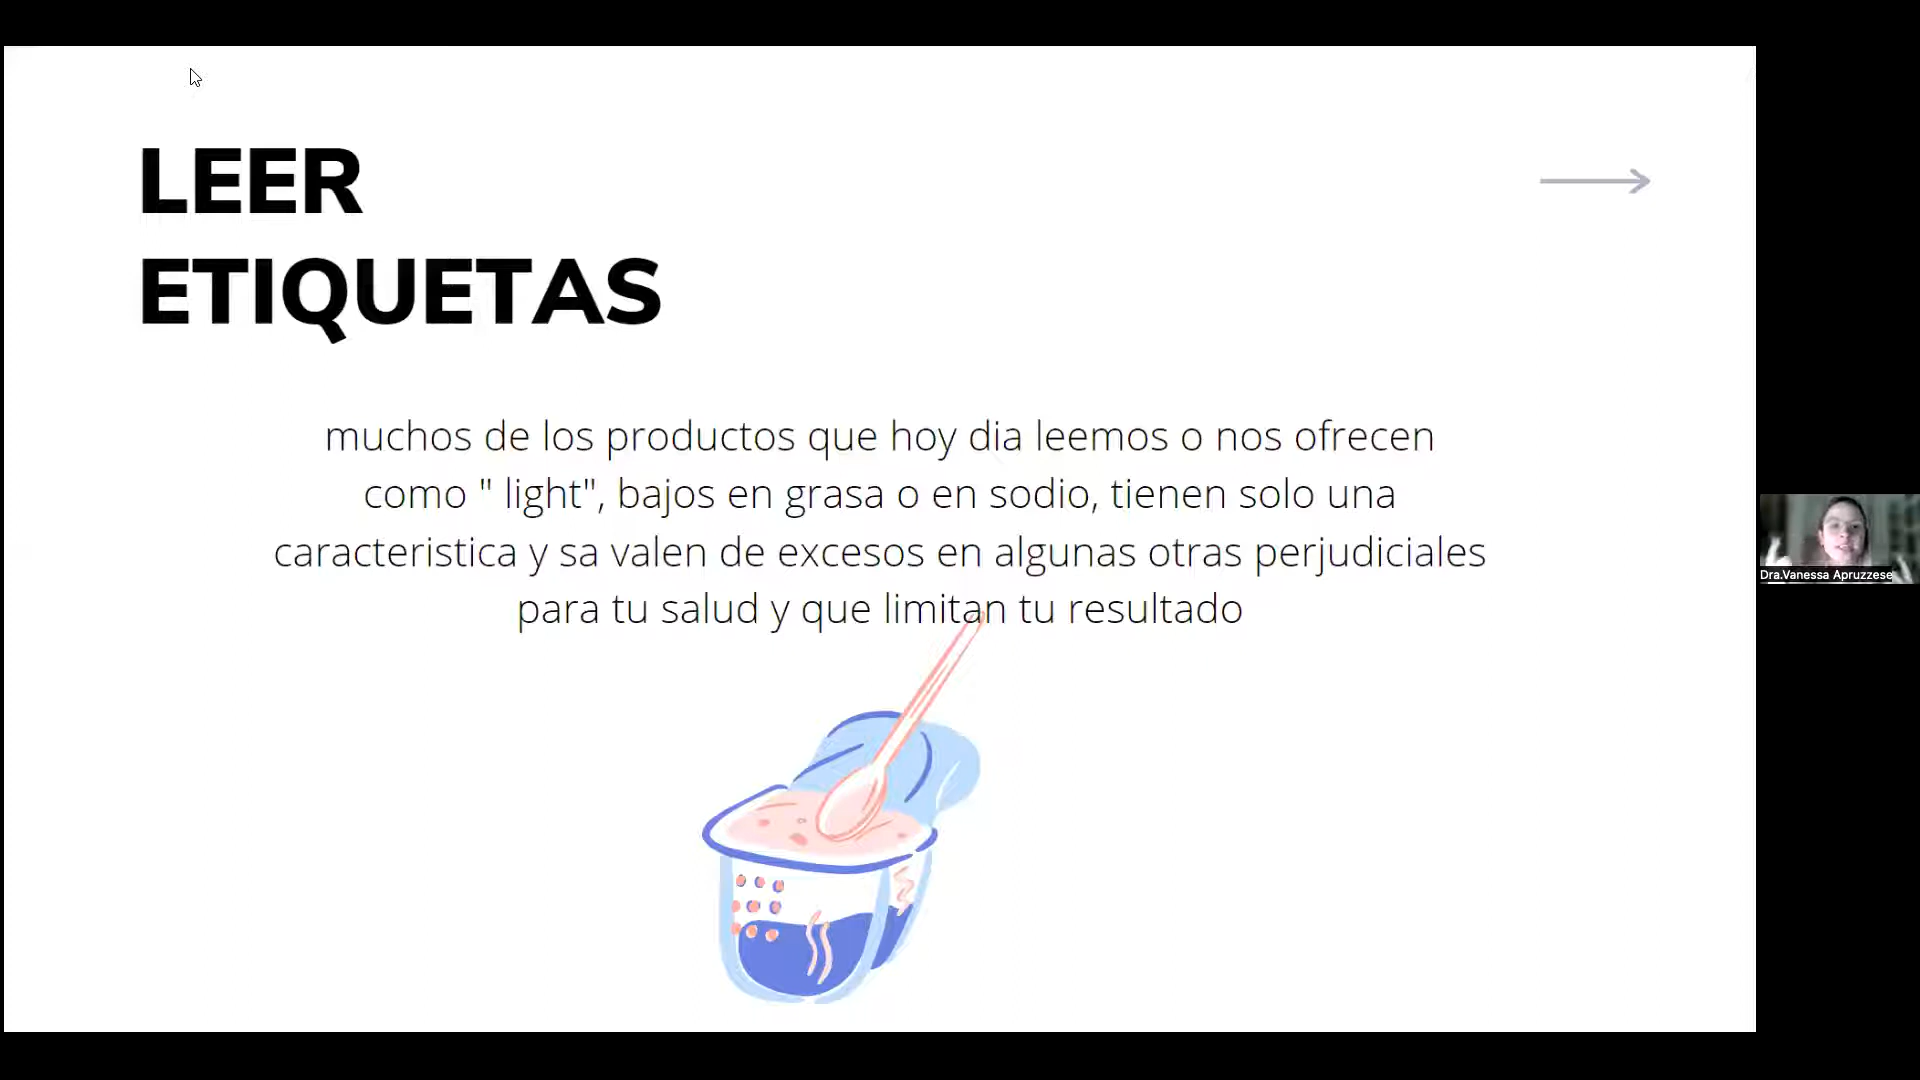 LEER
ETIQUETAS
muchos de los productos que hoy dia leemos o nos ofrecen
como " light", bajos en grasa o en sodio, tienen solo una
caracteristica y sa valen de excesos en algunas otras perjudiciales
para tu salud y que limitan tu resultado
Dra.Vanessa Apruzzese